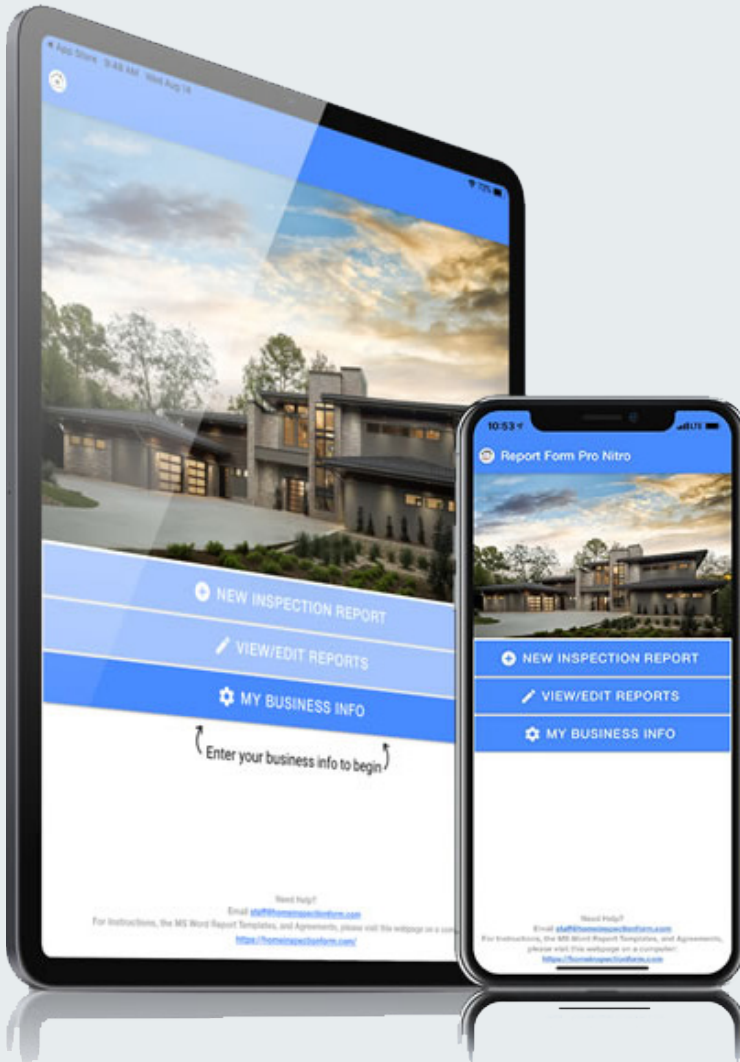 App Store 9:48 AM Wed Aug 14
72%
NEW INSPECTION REPORT
VIEW/EDIT REPORTS
MY BUSINESS INFO
Enter your business info to begin
Need Help?
Email staff@homeinspectionform.com
For Instructions, the MS Word Report Templates, and Agreements, please visit this webpage on a
https://homeinspectionform.com/
10:53
LTE
Report Form Pro Nitro
NEW INSPECTION REPORT
VIEW/EDIT REPORTS
MY BUSINESS INFO
Need Help?
Email staff@homeinspectionform.com
For Instructions, the MS Word Report Templates, and Agreements,
please visit this webpage on a computer:
https://homeinspectionform.com